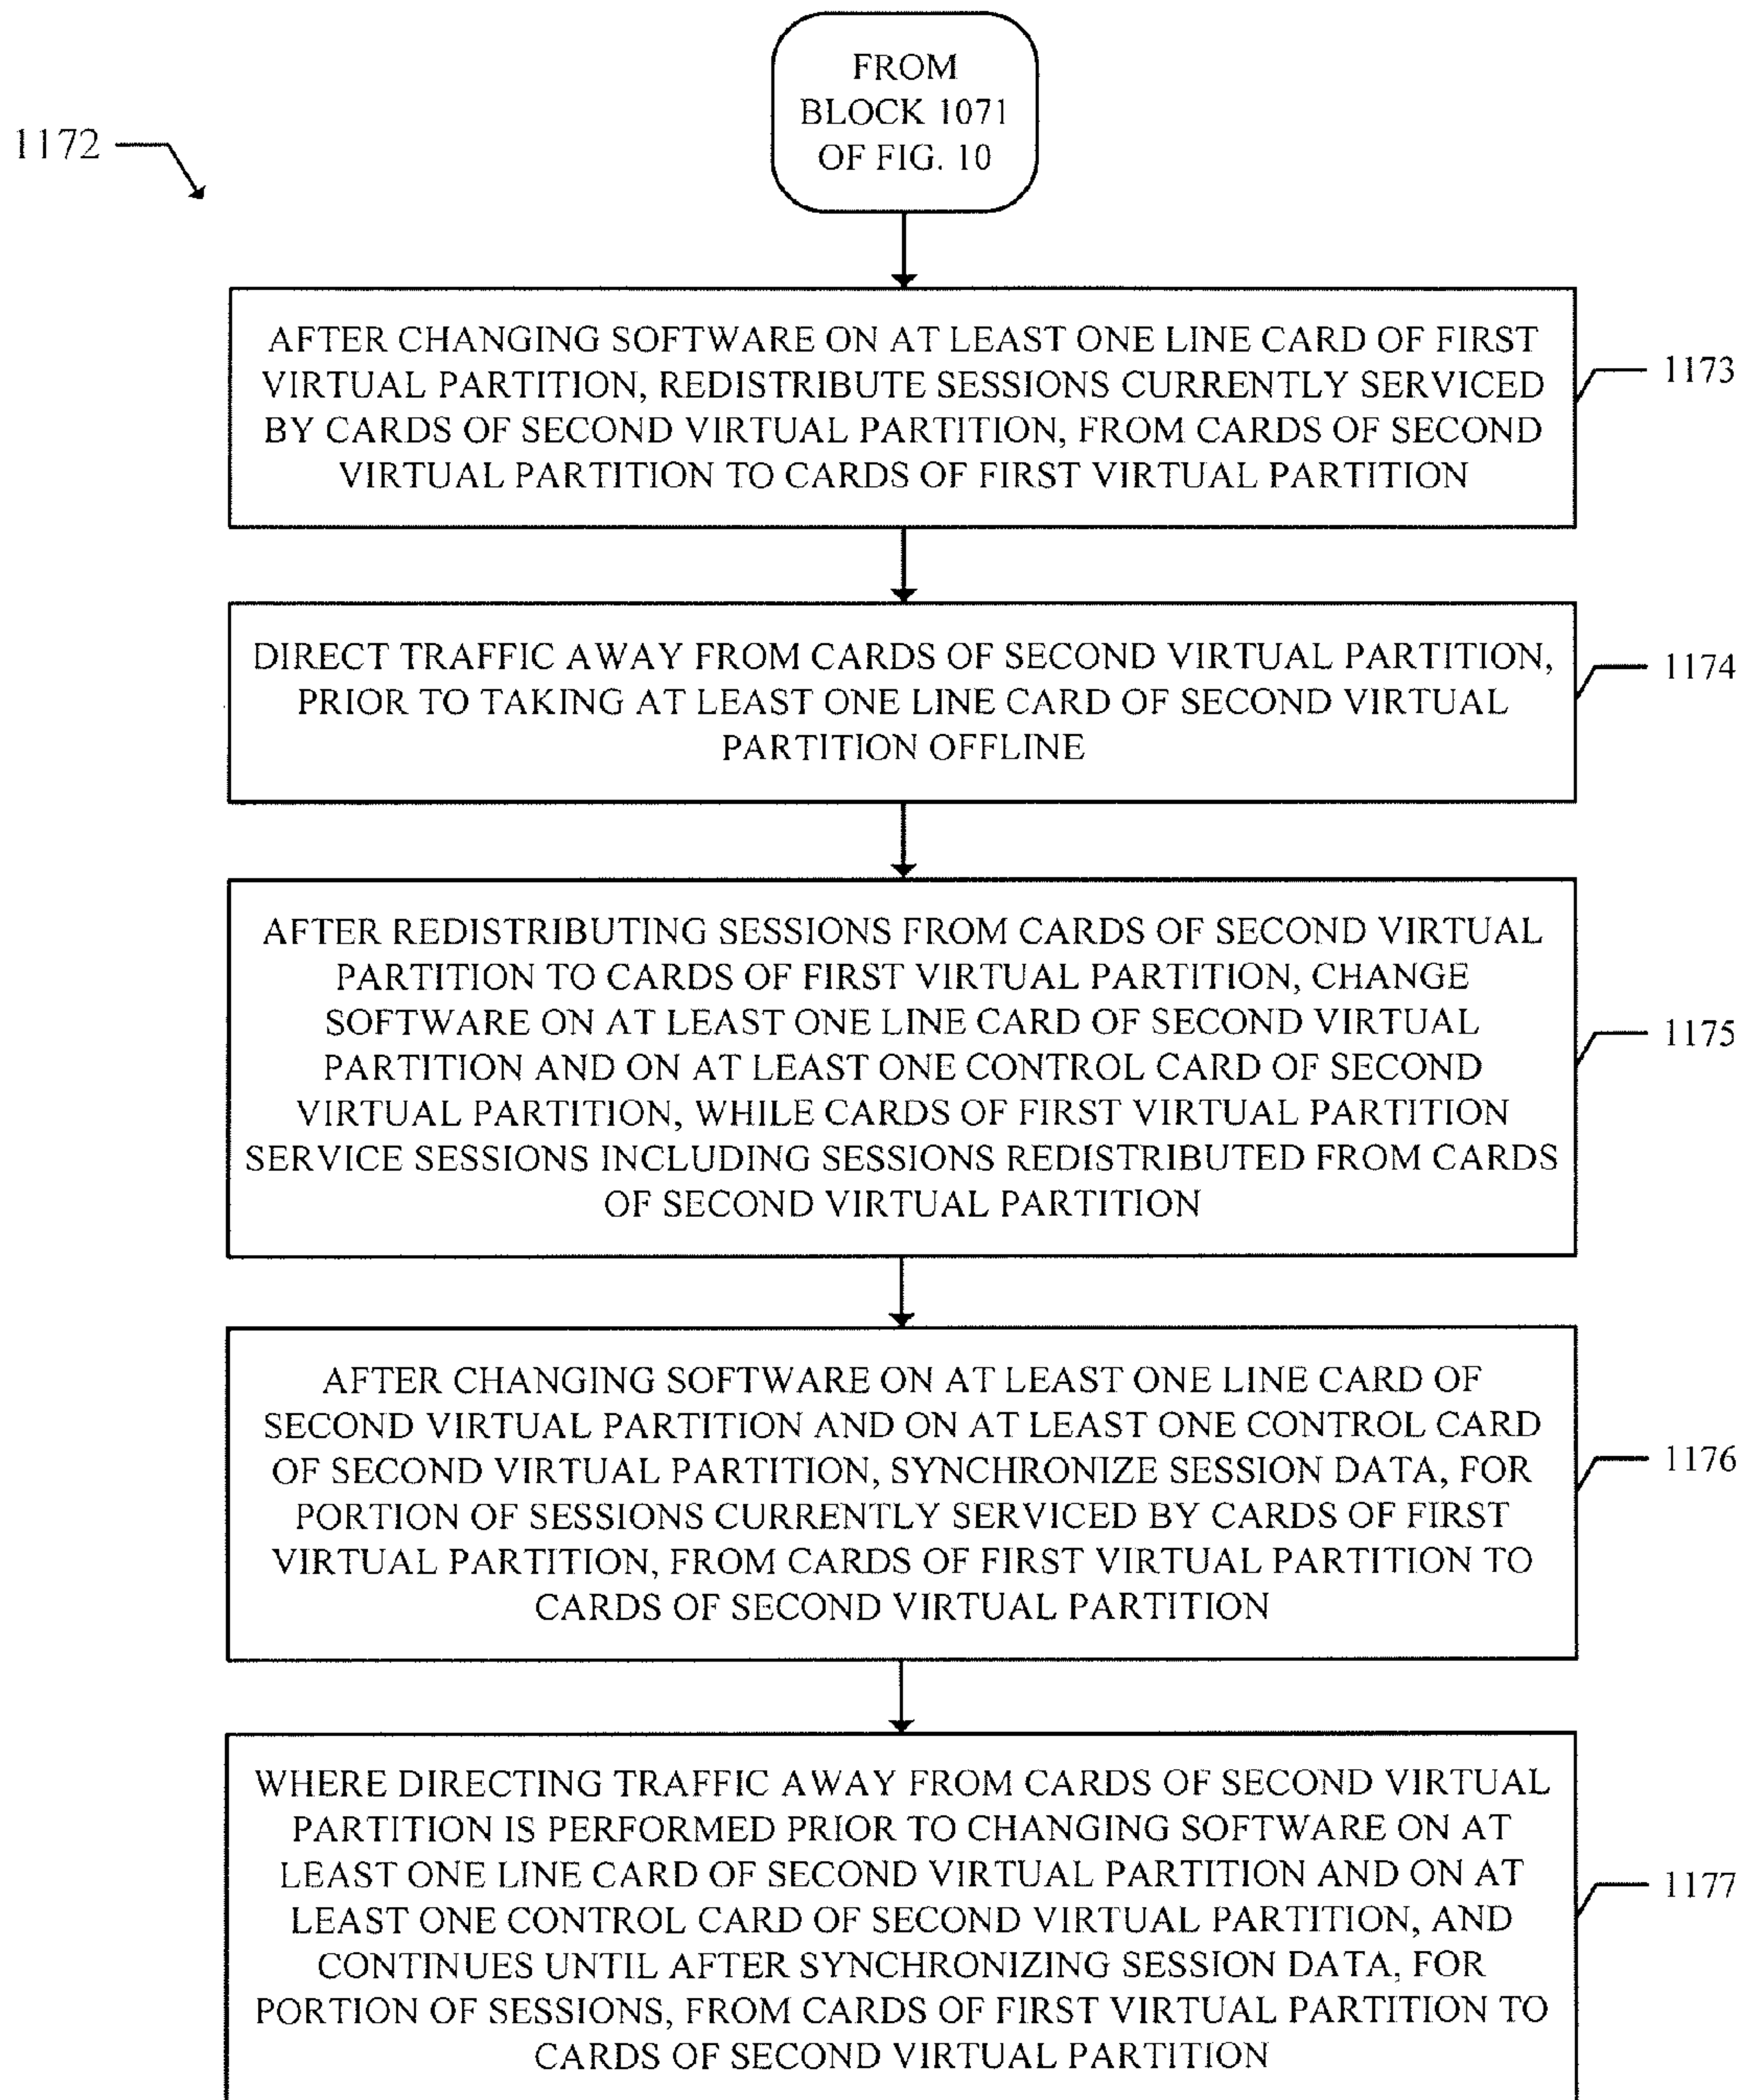 FROM
BLOCK 1071
OF FIG. 10
1172
AFTER CHANGING SOFTWARE ON AT LEAST ONE LINE CARD OF FIRST
VIRTUAL PARTITION, REDISTRIBUTE SESSIONS CURRENTLY SERVICED
BY CARDS OF SECOND VIRTUAL PARTITION, FROM CARDS OF SECOND
VIRTUAL PARTITION TO CARDS OF FIRST VIRTUAL PARTITION
1173
DIRECT TRAFFIC AWAY FROM CARDS OF SECOND VIRTUAL PARTITION,
PRIOR TO TAKING AT LEAST ONE LINE CARD OF SECOND VIRTUAL
PARTITION OFFLINE
1174
AFTER REDISTRIBUTING SESSIONS FROM CARDS OF SECOND VIRTUAL
PARTITION TO CARDS OF FIRST VIRTUAL PARTITION, CHANGE
SOFTWARE ON AT LEAST ONE LINE CARD OF SECOND VIRTUAL
PARTITION AND ON AT LEAST ONE CONTROL CARD OF SECOND
VIRTUAL PARTITION, WHILE CARDS OF FIRST VIRTUAL PARTITION
SERVICE SESSIONS INCLUDING SESSIONS REDISTRIBUTED FROM CARDS
OF SECOND VIRTUAL PARTITION
1175
AFTER CHANGING SOFTWARE ON AT LEAST ONE LINE CARD OF
SECOND VIRTUAL PARTITION AND ON AT LEAST ONE CONTROL CARD
OF SECOND VIRTUAL PARTITION, SYNCHRONIZE SESSION DATA, FOR
PORTION OF SESSIONS CURRENTLY SERVICED BY CARDS OF FIRST
VIRTUAL PARTITION, FROM CARDS OF FIRST VIRTUAL PARTITION TO
CARDS OF SECOND VIRTUAL PARTITION
1176
WHERE DIRECTING TRAFFIC AWAY FROM CARDS OF SECOND VIRTUAL
PARTITION IS PERFORMED PRIOR TO CHANGING SOFTWARE ON AT
LEAST ONE LINE CARD OF SECOND VIRTUAL PARTITION AND ON AT
LEAST ONE CONTROL CARD OF SECOND VIRTUAL PARTITION, AND
CONTINUES UNTIL AFTER SYNCHRONIZING SESSION DATA, FOR
PORTION OF SESSIONS, FROM CARDS OF FIRST VIRTUAL PARTITION TO
CARDS OF SECOND VIRTUAL PARTITION
1177